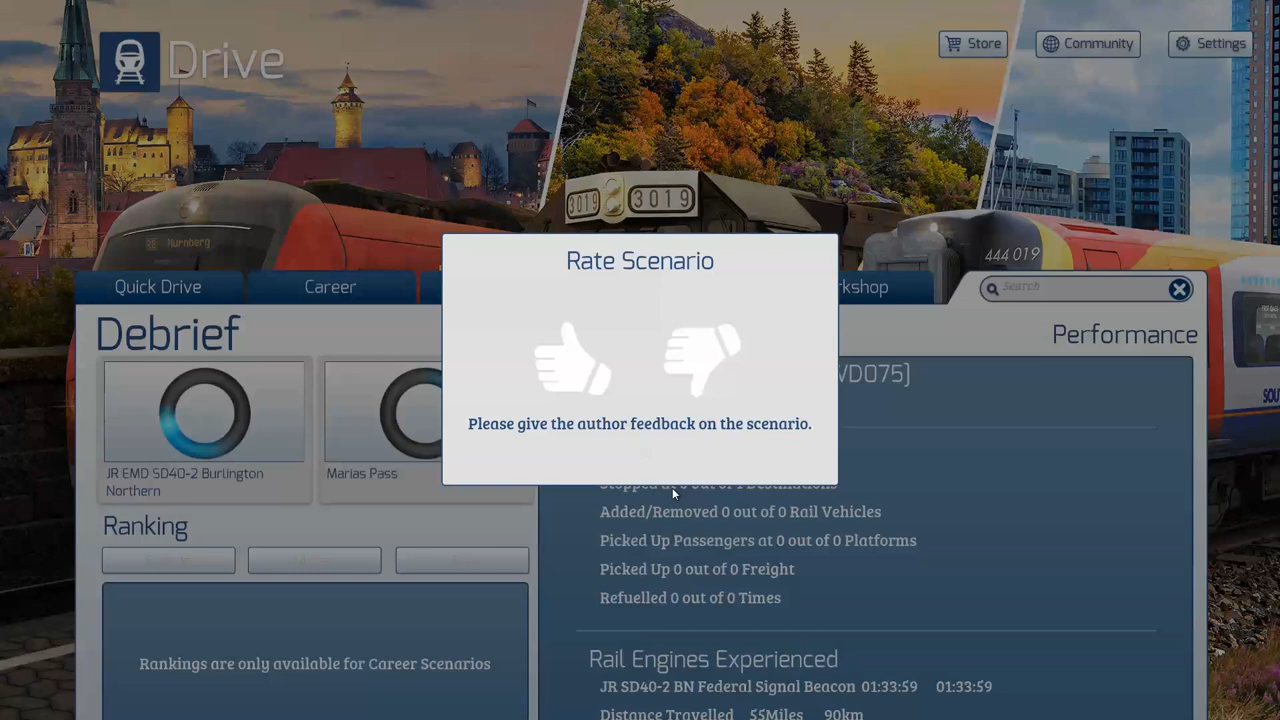 Drive
Store
Community
Settings
Nurnberg
3019
3019
444 019
Quick Drive
Career
Search
Debrief
Performance
Rate Scenario
Please give the author feedback on the scenario.
JR EMD SD40-2 Burlington
Northern
Marias Pass
Added/Removed 0 out of 0 Rail Vehicles
Picked Up Passengers at 0 out of 0 Platforms
Picked Up 0 out of 0 Freight
Refuelled 0 out of 0 Times
Ranking
Rankings are only available for Career Scenarios
Rail Engines Experienced
JR SD40-2 BN Federal Signal Beacon 01:33:59 01:33:59
Distance Travelled 55Miles 90km